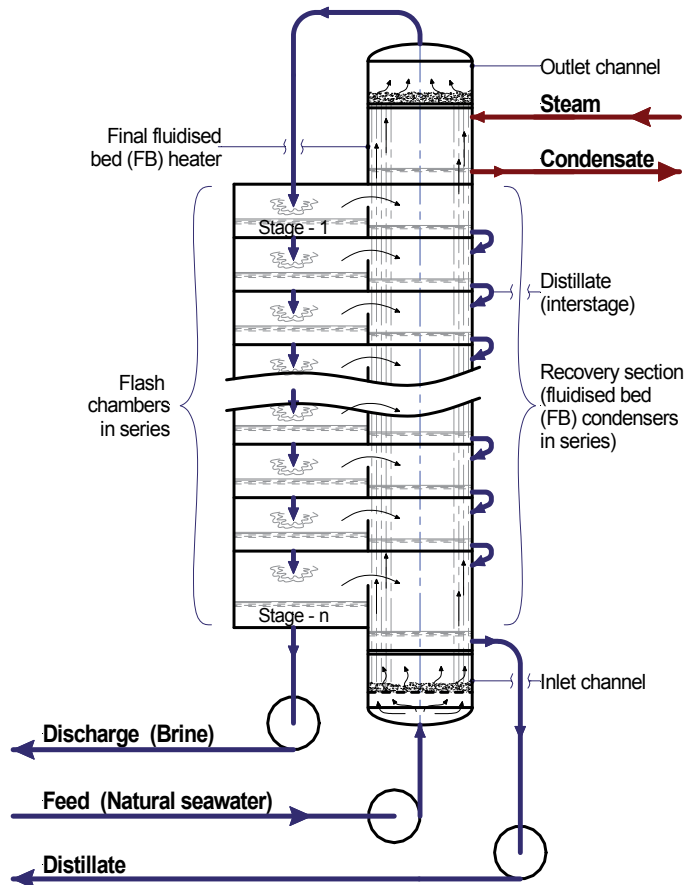 Outlet channel
Steam
Final fluidised
bed (FB) heater
Condensate
Stage - 1
Distillate
(interstage)
Flash
chambers
in series
Recovery section
(fluidised bed
(FB) condensers
in series)
Stage - n
Inlet channel
Discharge (Brine)
Feed (Natural seawater)
Distillate